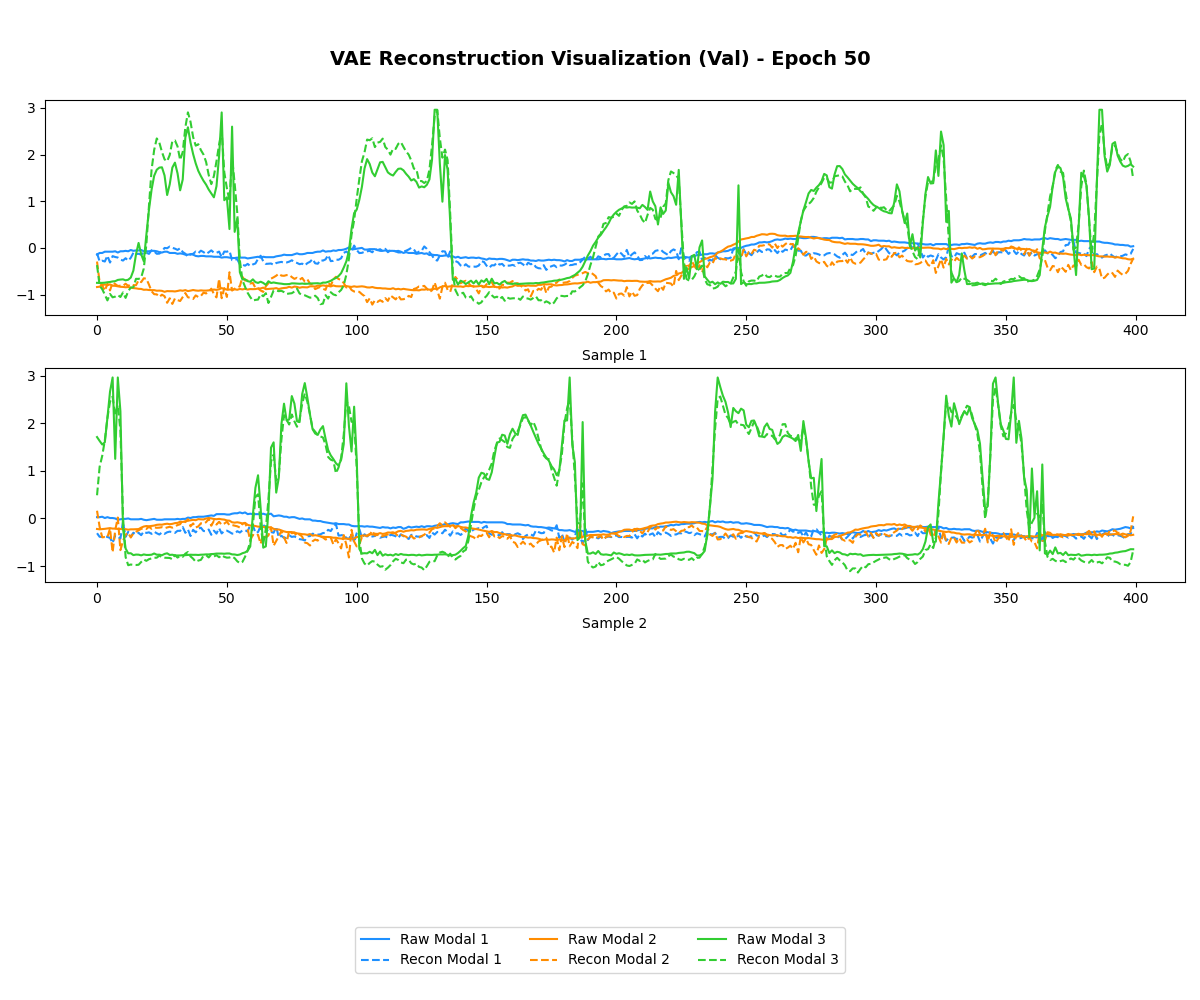 VAE Reconstruction Visualization (Val) - Epoch 50
3
2
1
0
−1
0 50 100 150 200 250 300 350 400
Sample 1
3
2
1
0
−1
0 50 100 150 200 250 300 350 400
Sample 2
Raw Modal 1 Raw Modal 2 Raw Modal 3
Recon Modal 1 Recon Modal 2 Recon Modal 3